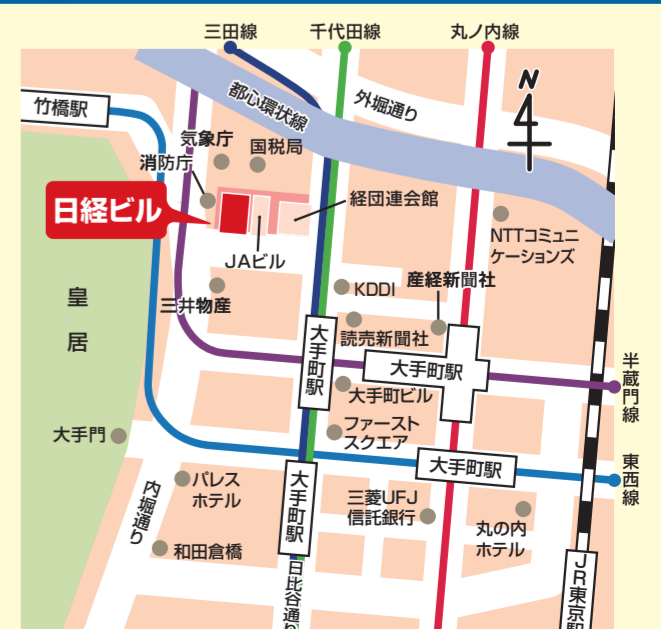 三田線
千代田線
丸ノ内線
竹橋駅
都心環状線
外堀通り
気象庁
国税局
消防庁
日経ビル
経団連会館
JAビル
NTTコミュニ
ケーションズ
皇居
三井物産
KDDI
産経新聞社
読売新聞社
大手町駅
大手町駅
半蔵門線
大手町ビル
ファースト
スクエア
大手門
大手町駅
東西線
パレス
ホテル
大手町駅
三菱UFJ
信託銀行
丸の内
ホテル
内堀通り
和田倉橋
日比谷通り
JR東京駅